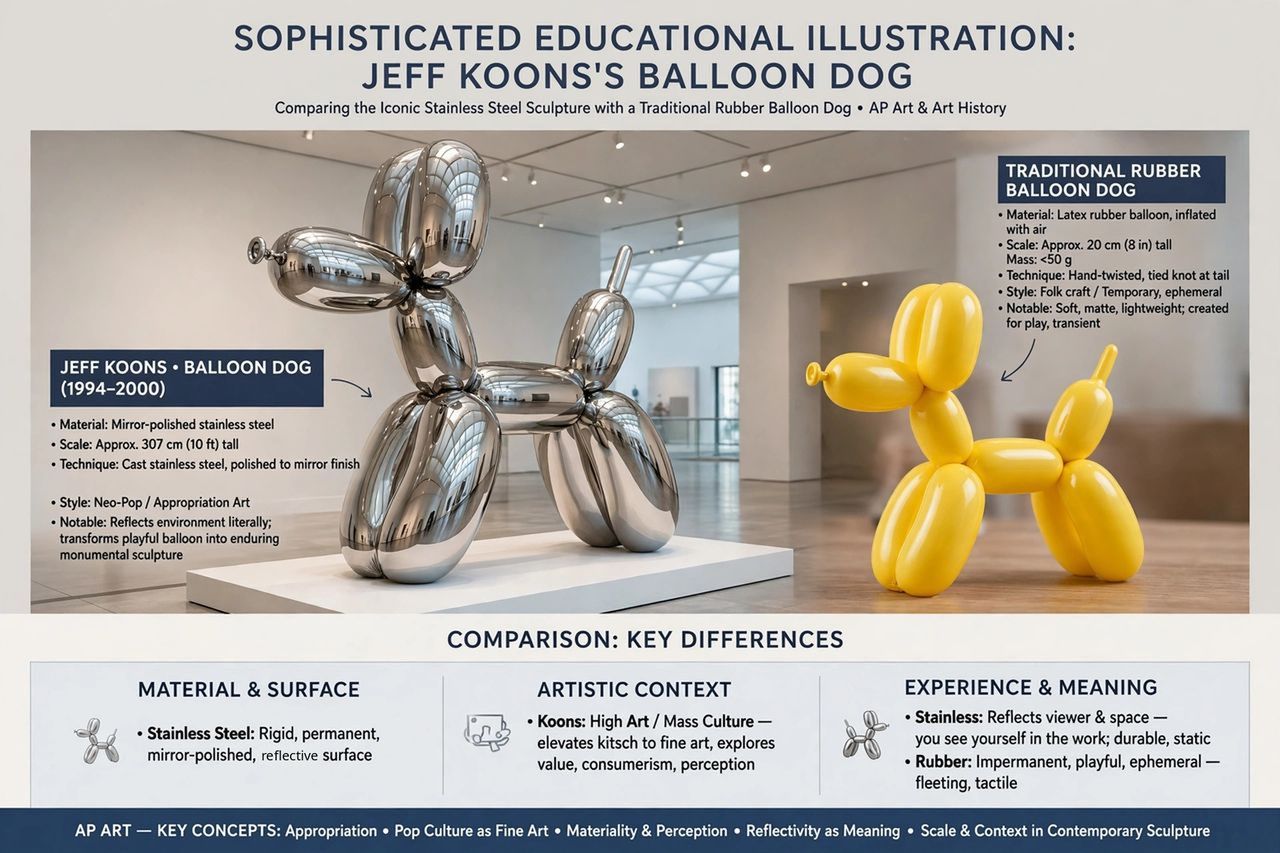 SOPHISTICATED EDUCATIONAL ILLUSTRATION:
JEFF KOONS'S BALLOON DOG
Comparing the Iconic Stainless Steel Sculpture with a Traditional Rubber Balloon Dog • AP Art & Art History
JEFF KOONS • BALLOON DOG
(1994–2000)
• Material: Mirror-polished stainless steel
• Scale: Approx. 307 cm (10 ft) tall
• Technique: Cast stainless steel, polished to mirror finish
• Style: Neo-Pop / Appropriation Art
• Notable: Reflects environment literally;
transforms playful balloon into enduring
monumental sculpture
TRADITIONAL RUBBER
BALLOON DOG
• Material: Latex rubber balloon, inflated
with air
• Scale: Approx. 20 cm (8 in) tall
Mass: <50 g
• Technique: Hand-twisted, tied knot at tail
• Style: Folk craft / Temporary, ephemeral
• Notable: Soft, matte, lightweight; created
for play, transient
COMPARISON: KEY DIFFERENCES
MATERIAL & SURFACE
• Stainless Steel: Rigid, permanent,
mirror-polished, reflective surface
ARTISTIC CONTEXT
• Koons: High Art / Mass Culture —
elevates kitsch to fine art, explores
value, consumerism, perception
EXPERIENCE & MEANING
• Stainless: Reflects viewer & space —
you see yourself in the work; durable, static
• Rubber: Impermanent, playful, ephemeral —
fleeting, tactile
AP ART — KEY CONCEPTS: Appropriation • Pop Culture as Fine Art • Materiality & Perception • Reflectivity as Meaning • Scale & Context in Contemporary Sculpture